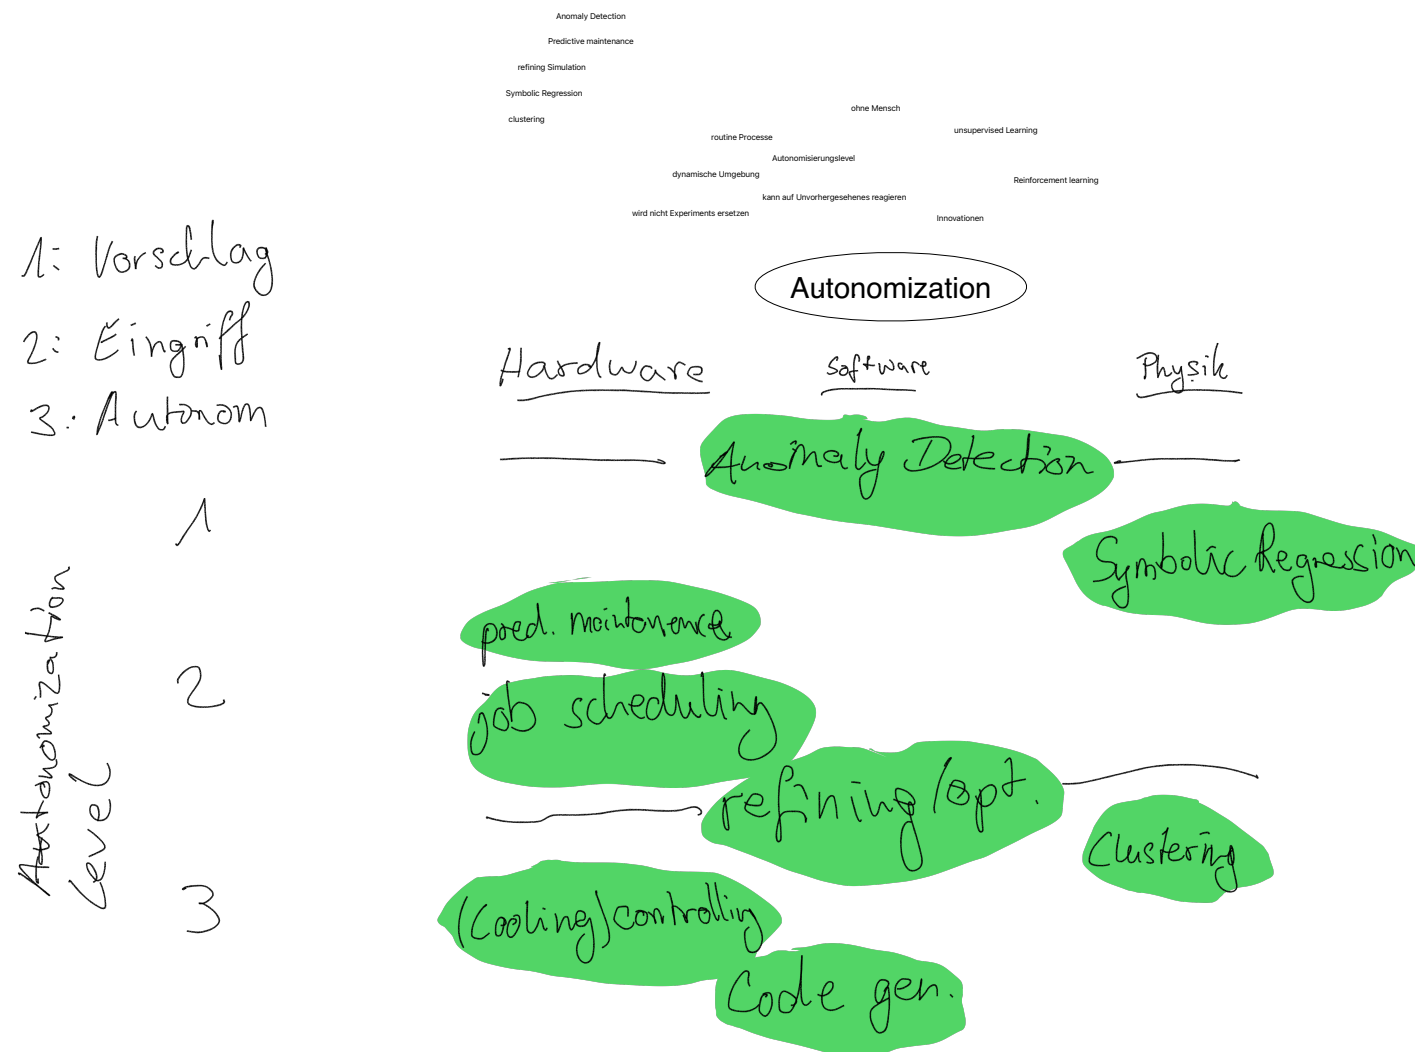 Anomaly Detection
Predictive maintenance
refining Simulation
Symbolic Regression
clustering
ohne Mensch
unsupervised Learning
routine Processe
Autonomisierungslevel
dynamische Umgebung
Reinforcement learning
kann auf Unvorhergesehenes reagieren
wird nicht Experiments ersetzen
Innovationen
1: Vorschlag
2: Eingriff
3: Autonom
Autonomization
Hardware
Software
Physik
Anomaly Detection
1
Symbolic Regression
pred. maintenance
Autonomization
level
2
job scheduling
refining/opt.
Clustering
3
(Cooling) controlling
Code gen.